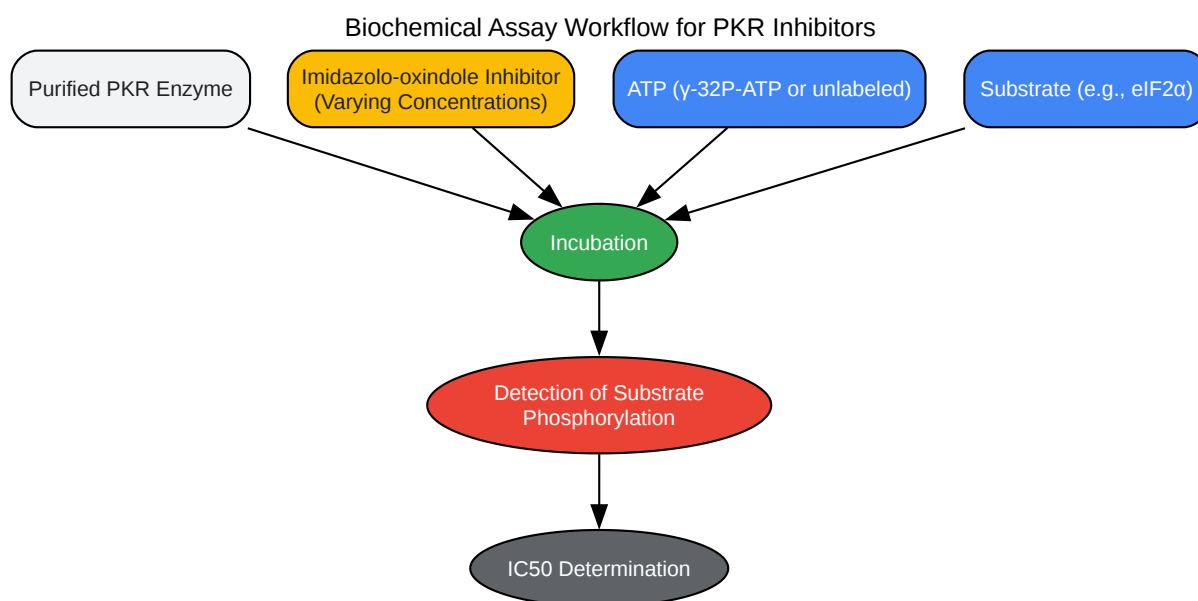 Biochemical Assay Workflow for PKR Inhibitors
Purified PKR Enzyme
Imidazolo-oxindole Inhibitor
(Varying Concentrations)
ATP (γ-32P-ATP or unlabeled)
Substrate (e.g., eIF2α)
Incubation
Detection of Substrate
Phosphorylation
IC50 Determination